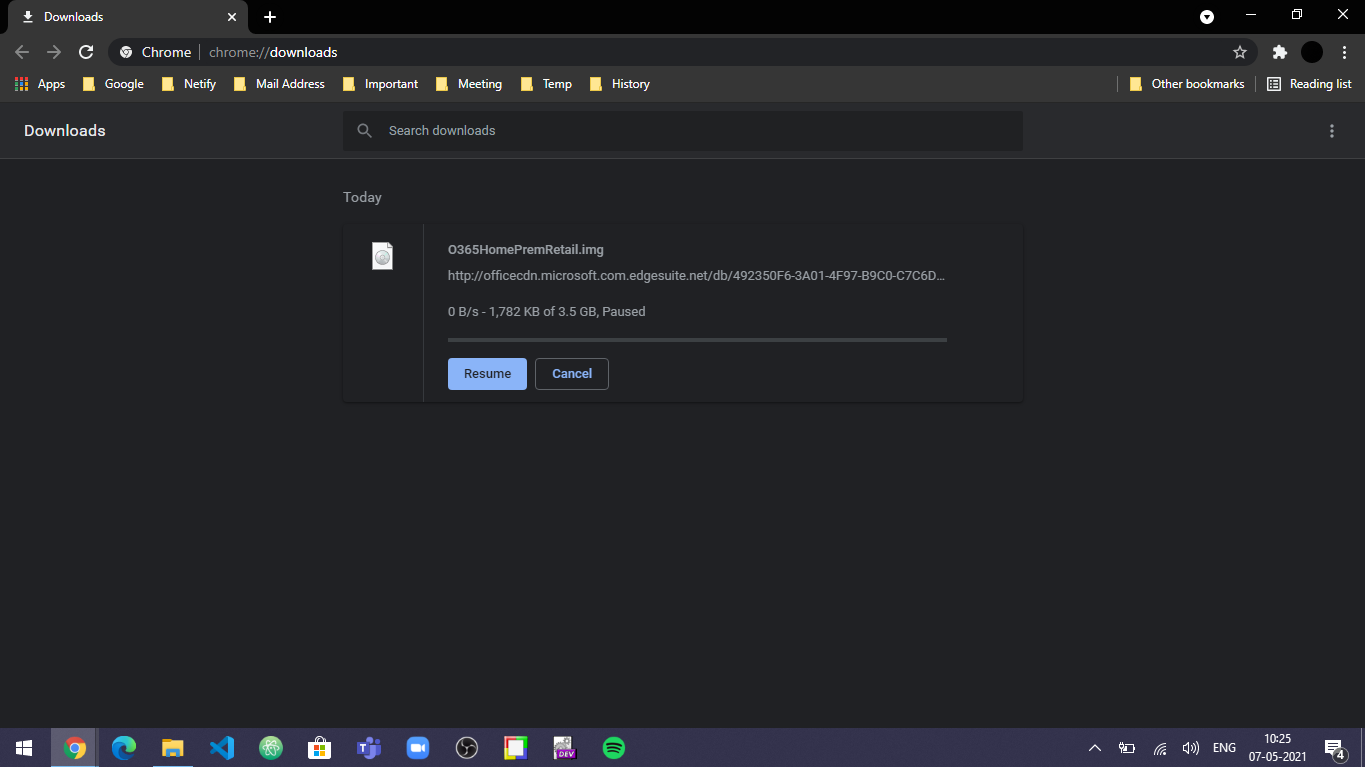 Downloads
Chrome chrome://downloads
Apps Google Netify Mail Address Important Meeting Temp History Other bookmarks Reading list
Downloads Search downloads
Today
O365HomePremRetail.img
http://officecdn.microsoft.com.edgesuite.net/db/492350F6-3A01-4F97-B9C0-C7C6D…
0 B/s - 1,782 KB of 3.5 GB, Paused
Resume Cancel
DEV
ENG
10:25
07-05-2021
4